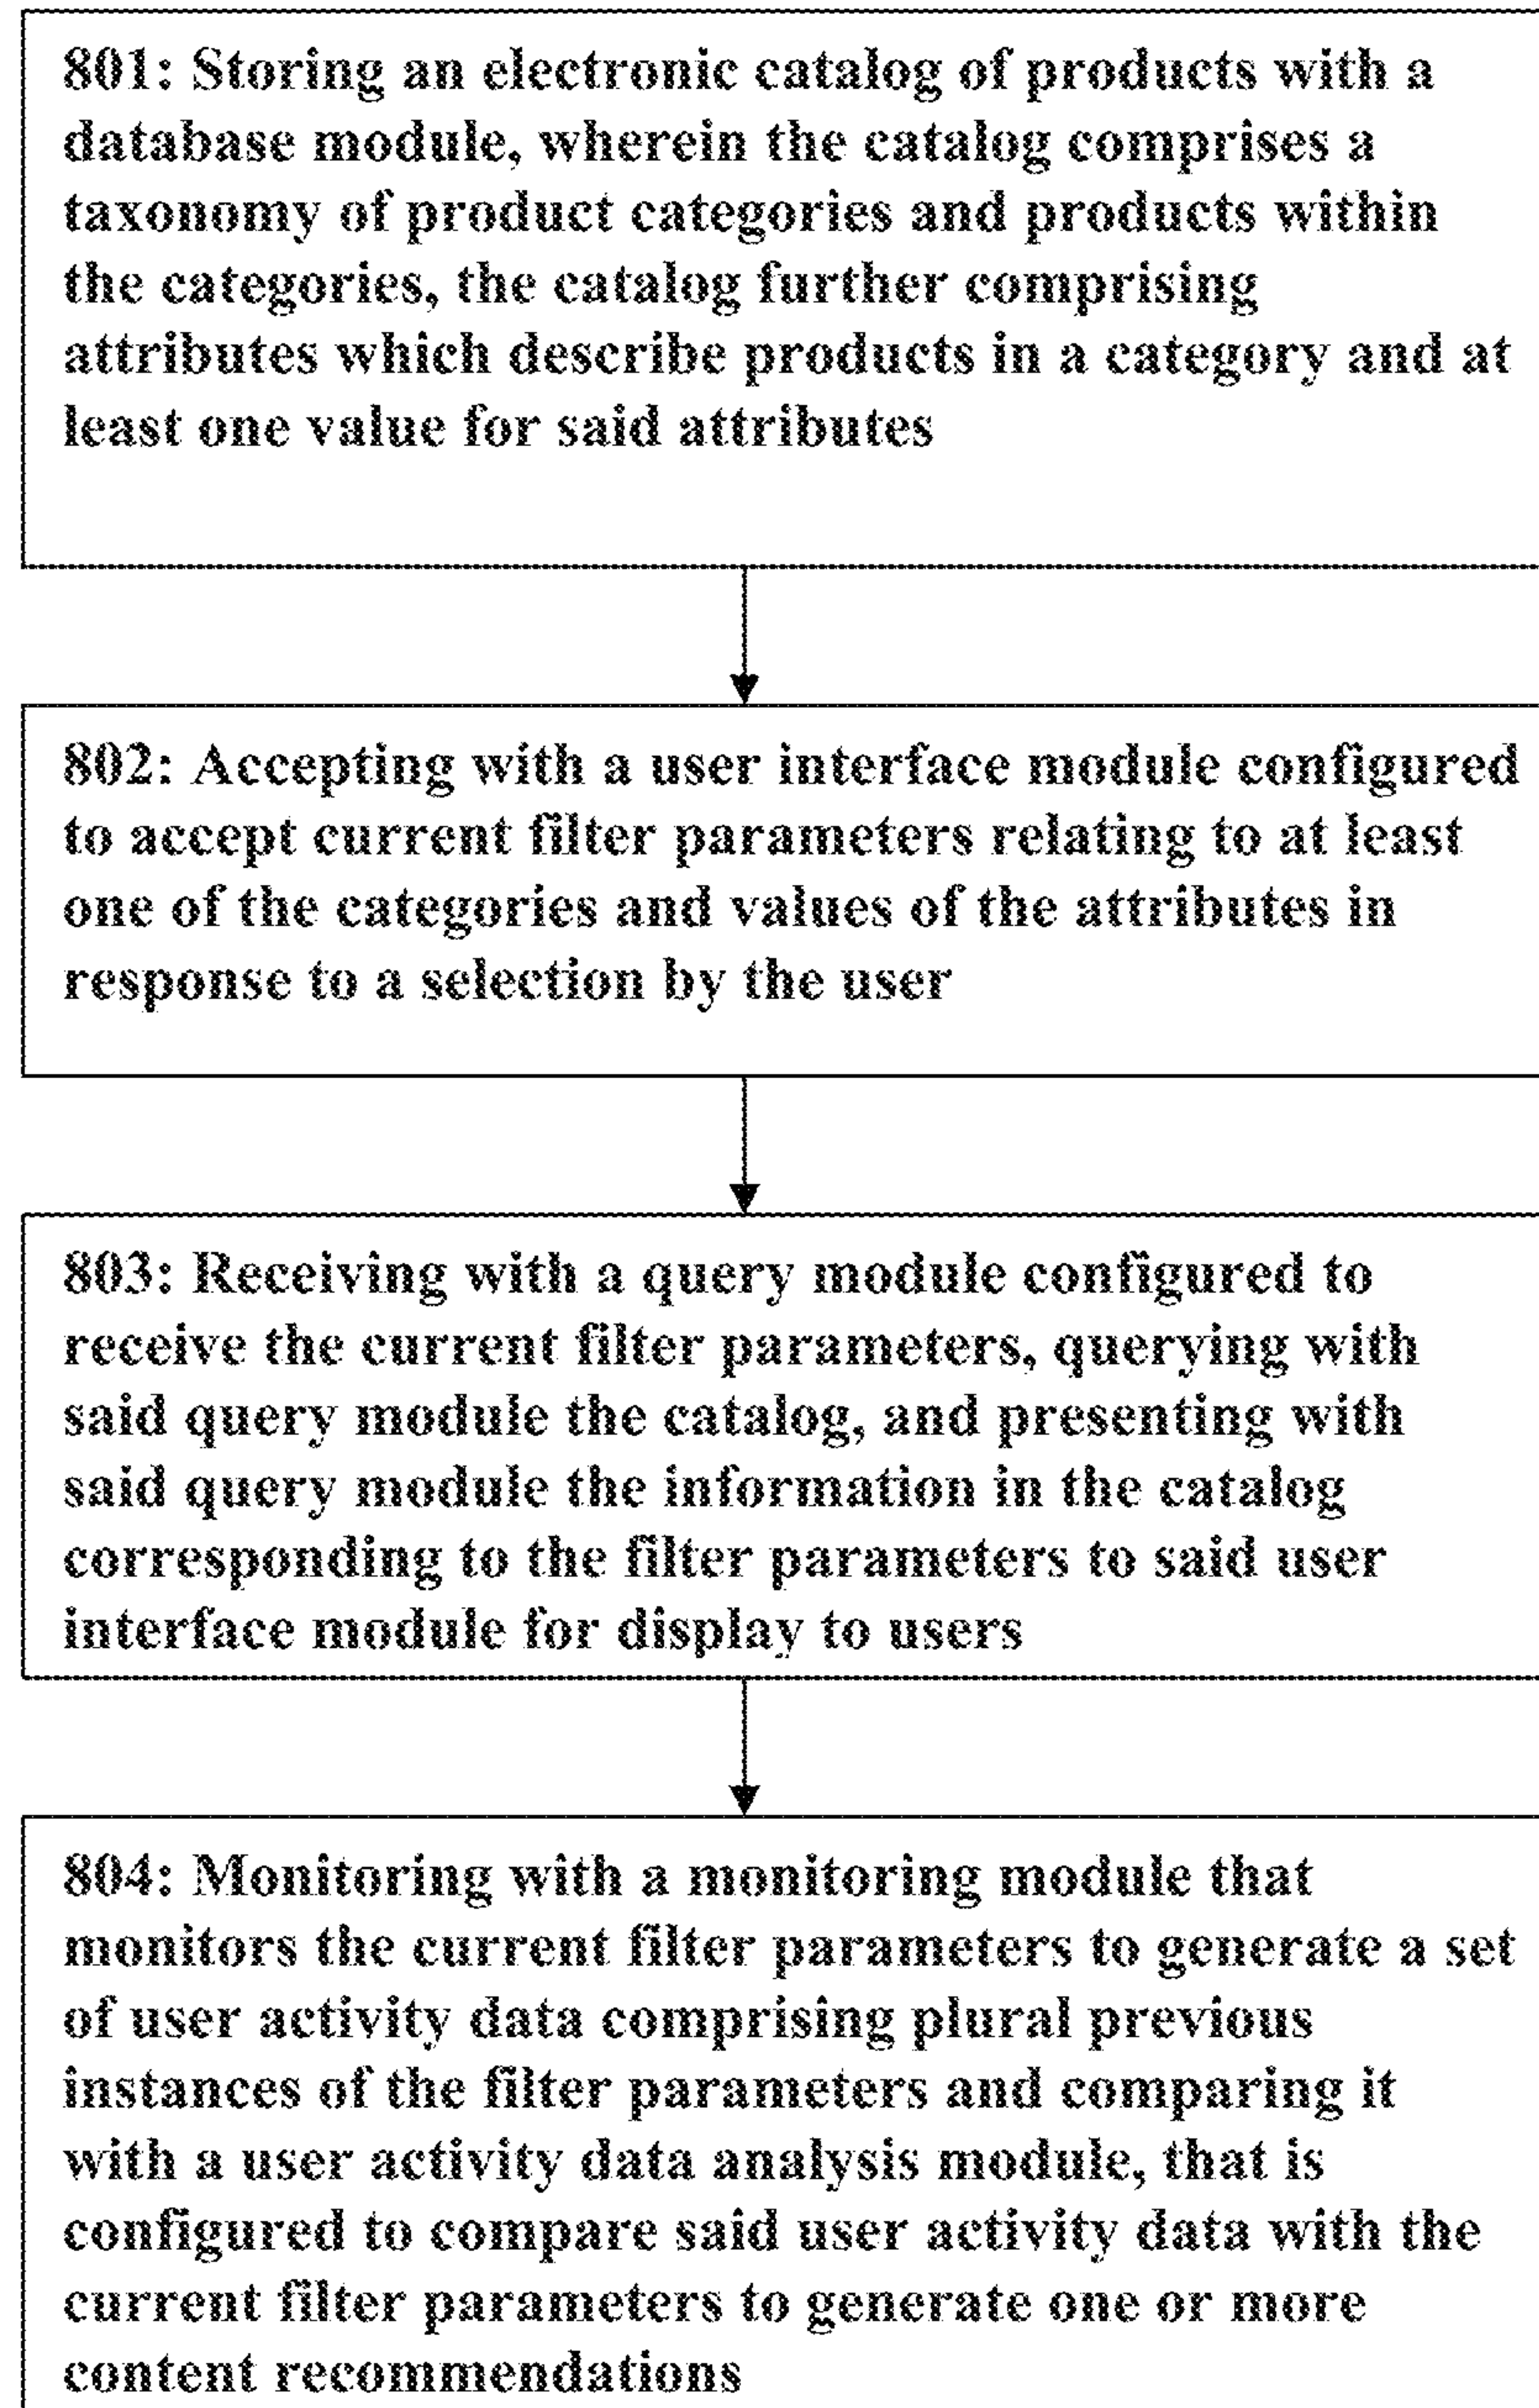 801: Storing an electronic catalog of products with a
database module, wherein the catalog comprises a
taxonomy of product categories and products within
the categories, the catalog further comprising
attributes which describe products in a category and at
least one value for said attributes
802: Accepting with a user interface module configured
to accept current filter parameters relating to at least
one of the categories and values of the attributes in
response to a selection by the user
803: Receiving with a query module configured to
receive the current filter parameters, querying with
said query module the catalog, and presenting with
said query module the information in the catalog
corresponding to the filter parameters to said user
interface module for display to users
804: Monitoring with a monitoring module that
monitors the current filter parameters to generate a set
of user activity data comprising plural previous
instances of the filter parameters and comparing it
with a user activity data analysis module, that is
configured to compare said user activity data with the
current filter parameters to generate one or more
content recommendations